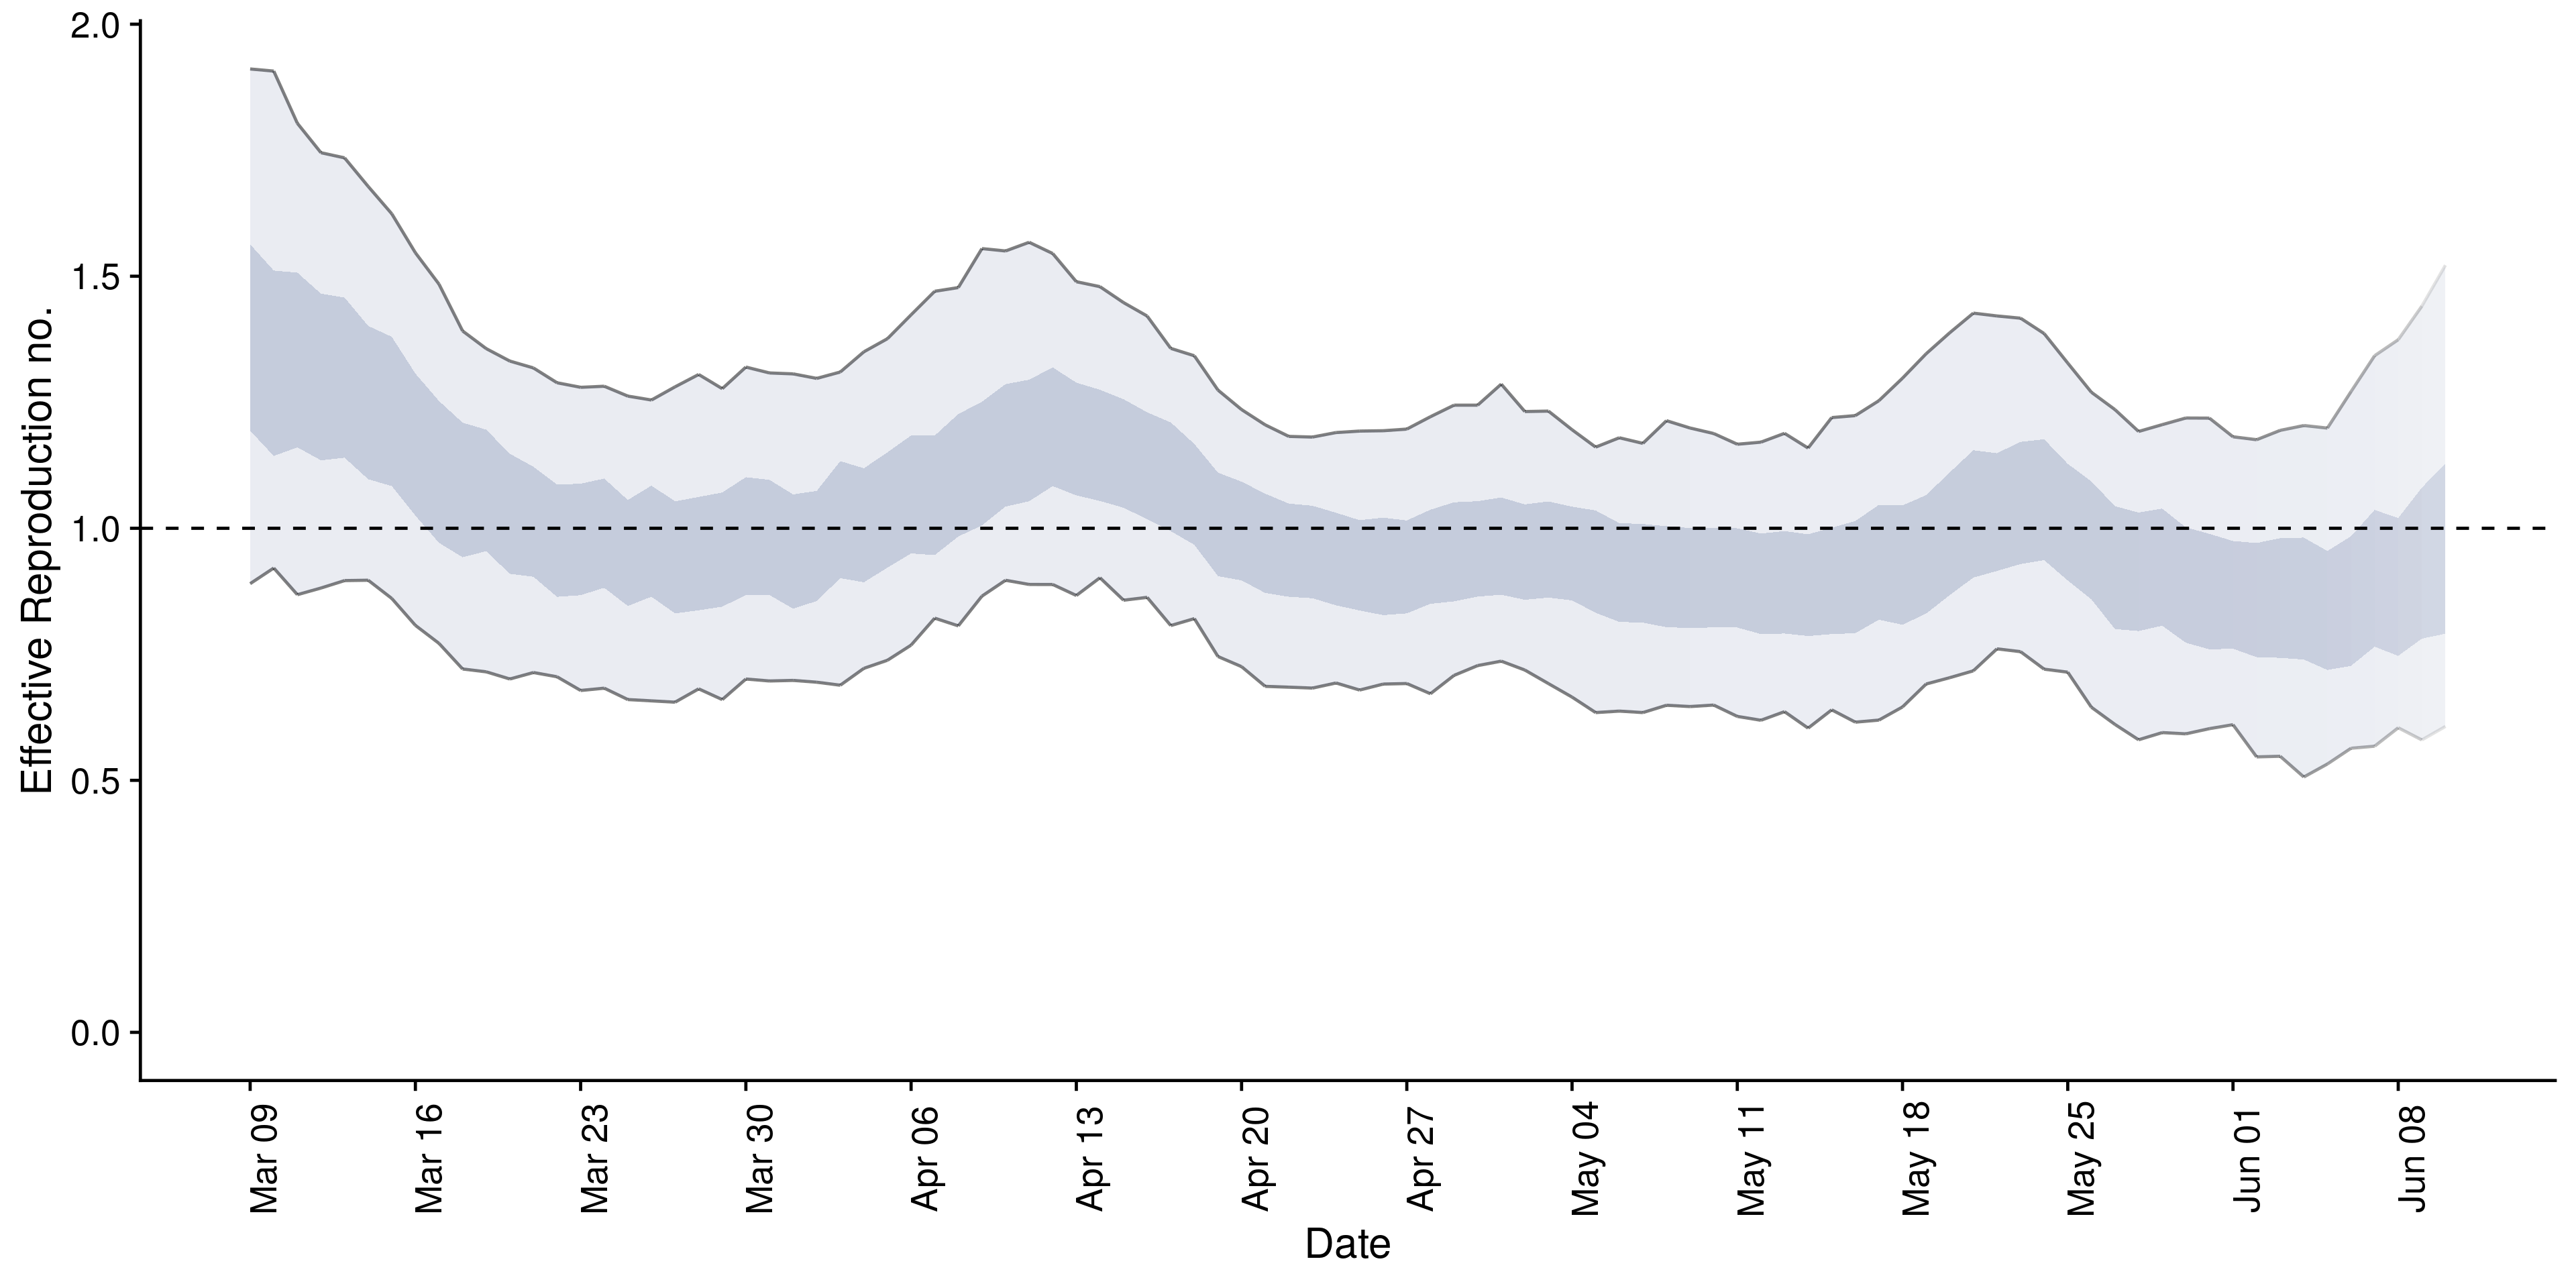 Effective Reproduction no.
2.0
1.5
1.0
0.5
0.0
Mar 09
Mar 16
Mar 23
Mar 30
Apr 06
Apr 13
Apr 20
Apr 27
May 04
May 11
May 18
May 25
Jun 01
Jun 08
Date